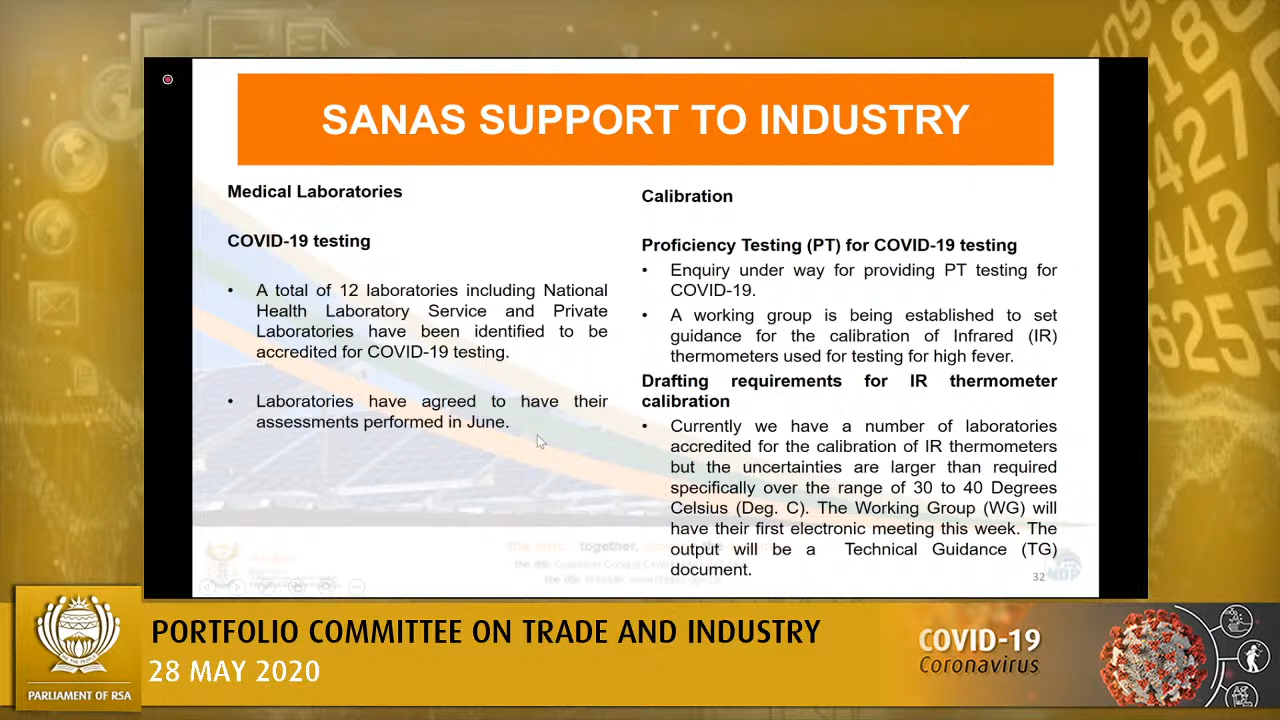 SANAS SUPPORT TO INDUSTRY
Medical Laboratories
COVID-19 testing
• A total of 12 laboratories including National
Health Laboratory Service and Private
Laboratories have been identified to be
accredited for COVID-19 testing.
• Laboratories have agreed to have their
assessments performed in June.
Calibration
Proficiency Testing (PT) for COVID-19 testing
• Enquiry under way for providing PT testing for
COVID-19.
• A working group is being established to set
guidance for the calibration of Infrared (IR)
thermometers used for testing for high fever.
Drafting requirements for IR thermometer
calibration
• Currently we have a number of laboratories
accredited for the calibration of IR thermometers
but the uncertainties are larger than required
specifically over the range of 30 to 40 Degrees
Celsius (Deg. C). The Working Group (WG) will
have their first electronic meeting this week. The
output will be a Technical Guidance (TG)
document.
together,
32
PARLIAMENT OF RSA
PORTFOLIO COMMITTEE ON TRADE AND INDUSTRY
28 MAY 2020
COVID-19
Coronavirus